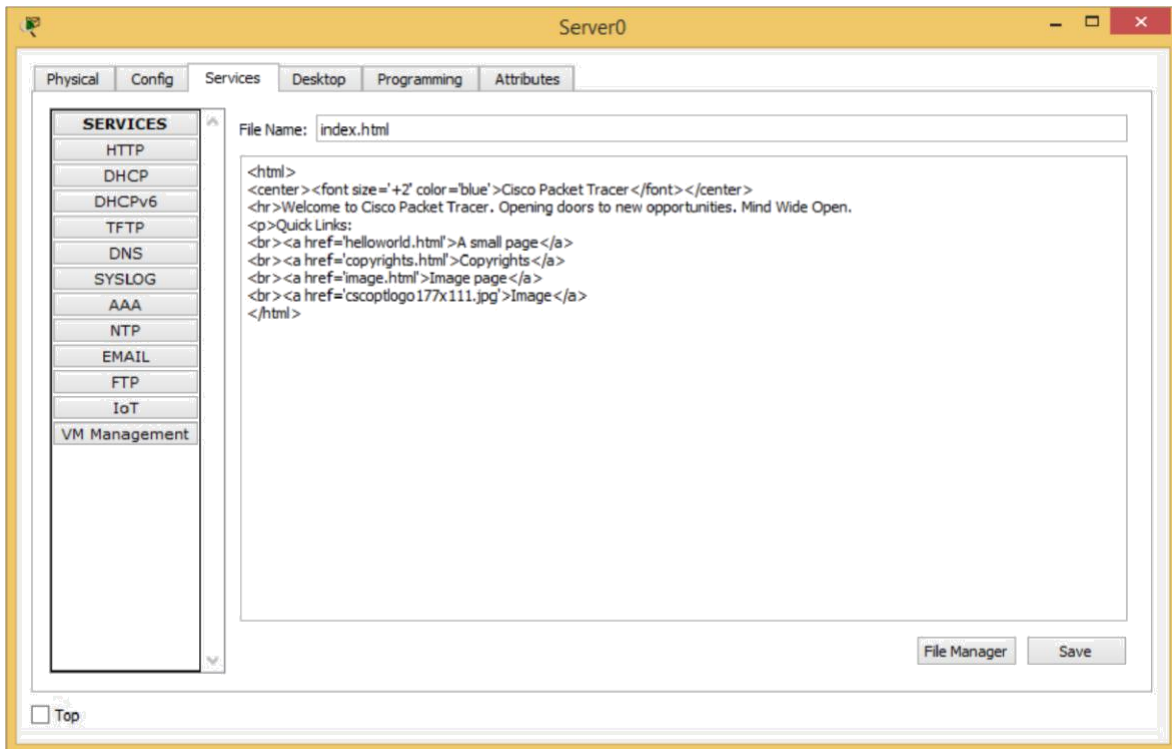 Server0
Physical Config Services Desktop Programming Attributes
SERVICES
HTTP
DHCP
DHCPv6
TFTP
DNS
SYSLOG
AAA
NTP
EMAIL
FTP
IoT
VM Management
File Name: index.html
<html>
<center><font size='+2' color='blue'>Cisco Packet Tracer</font></center>
<hr>Welcome to Cisco Packet Tracer. Opening doors to new opportunities. Mind Wide Open.
<p>Quick Links:
<br><a href='helloworld.html'>A small page</a>
<br><a href='copyrights.html'>Copyrights</a>
<br><a href='image.html'>Image page</a>
<br><a href='cscoptlogo177x111.jpg'>Image</a>
</html>
File Manager Save
Top